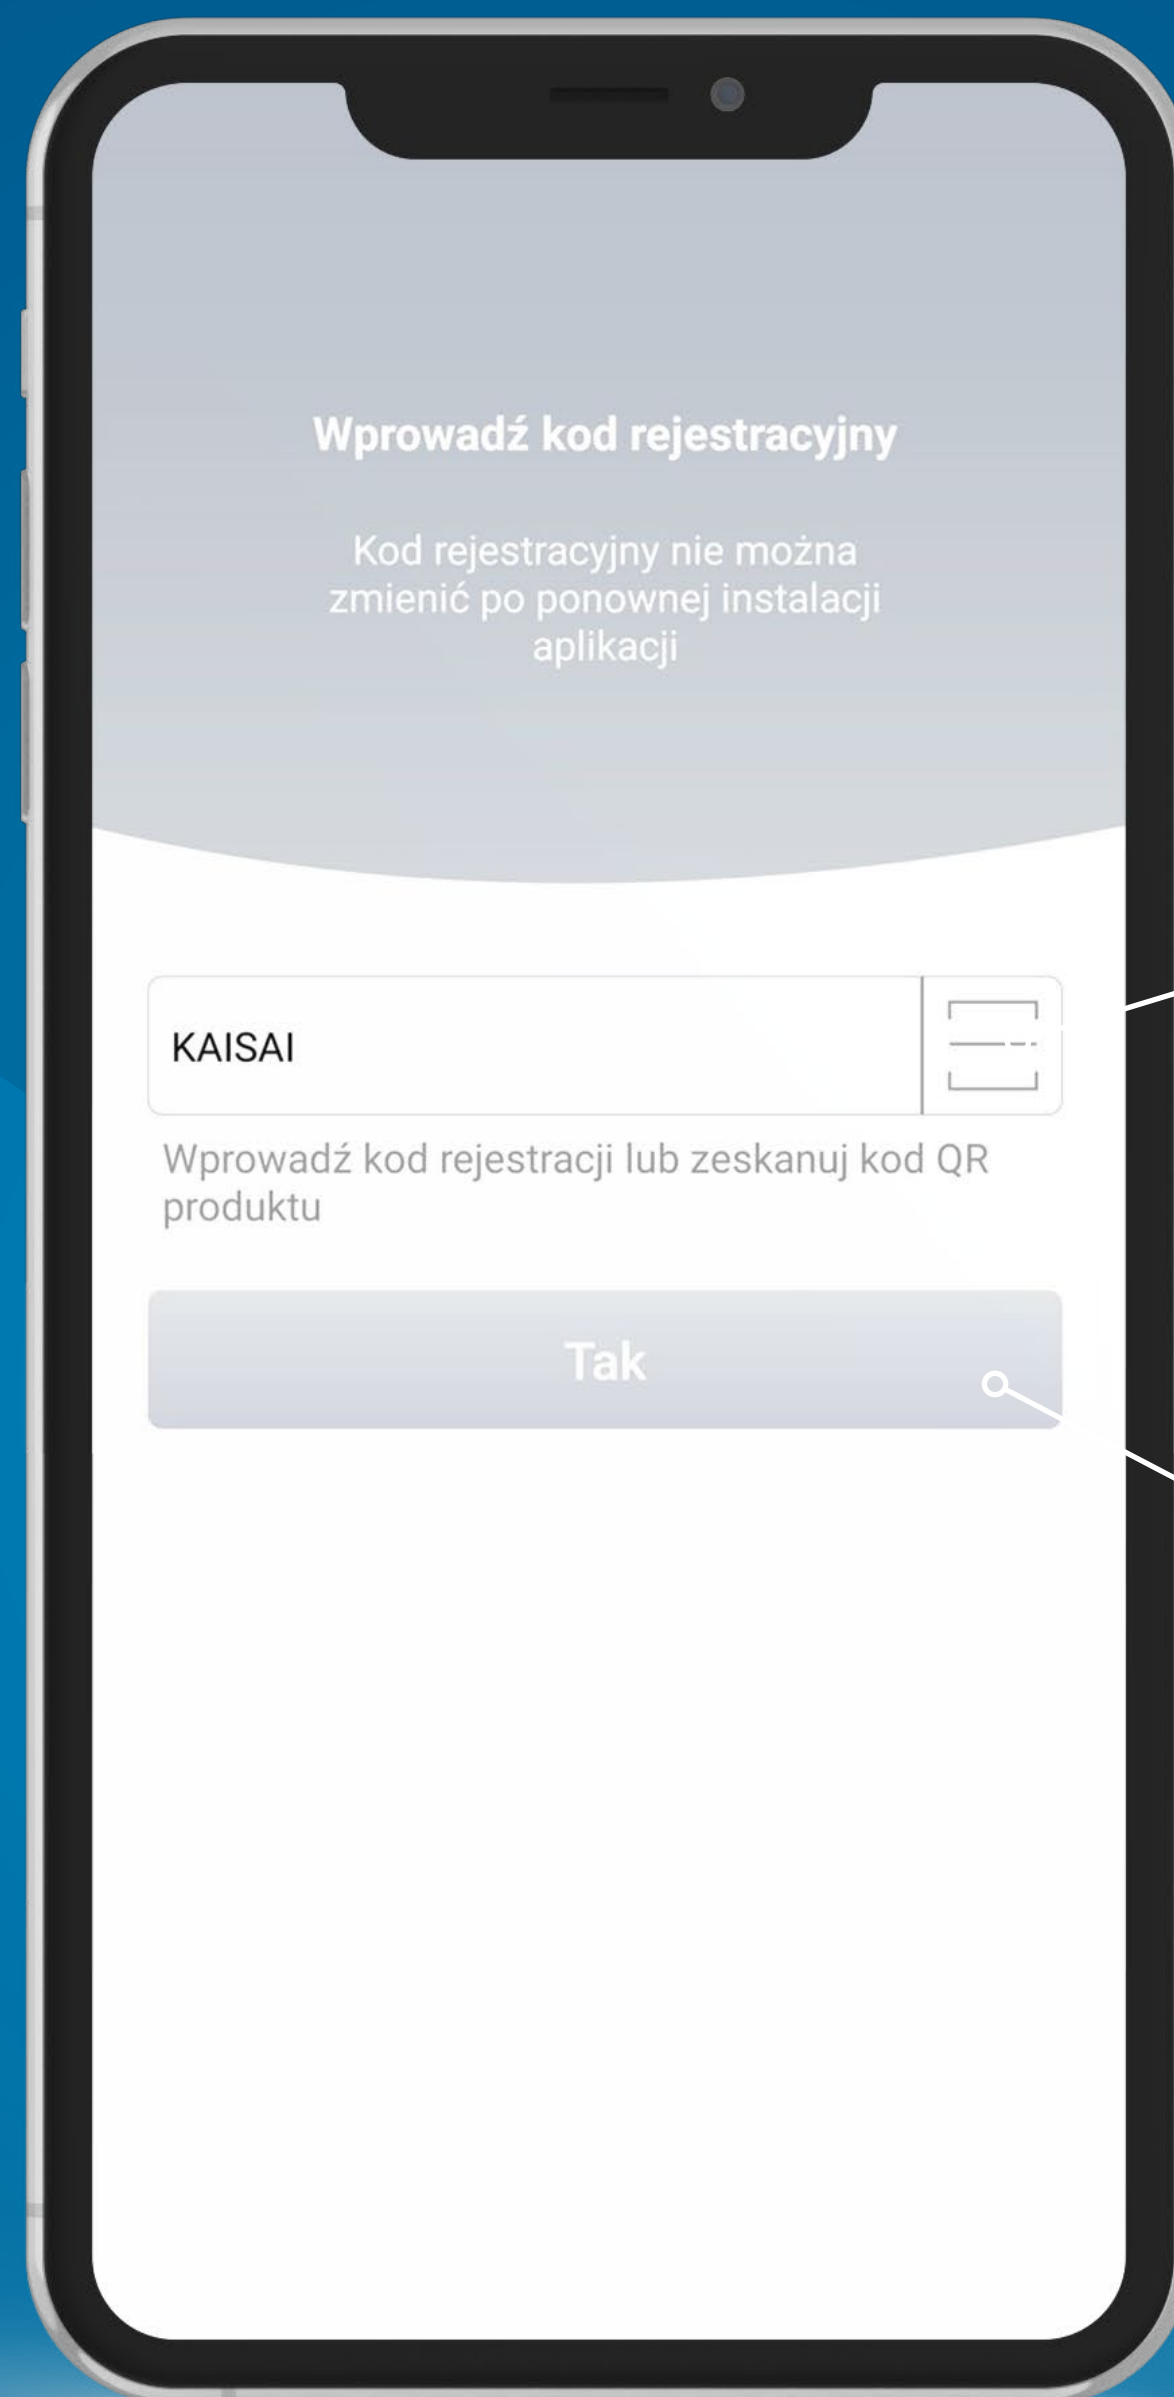 Wprowadź kod rejestracyjny
Kod rejestracyjny nie można
zmienić po ponownej instalacji
aplikacji
KAISAI
Wprowadź kod rejestracji lub zeskanuj kod QR
produktu
Tak